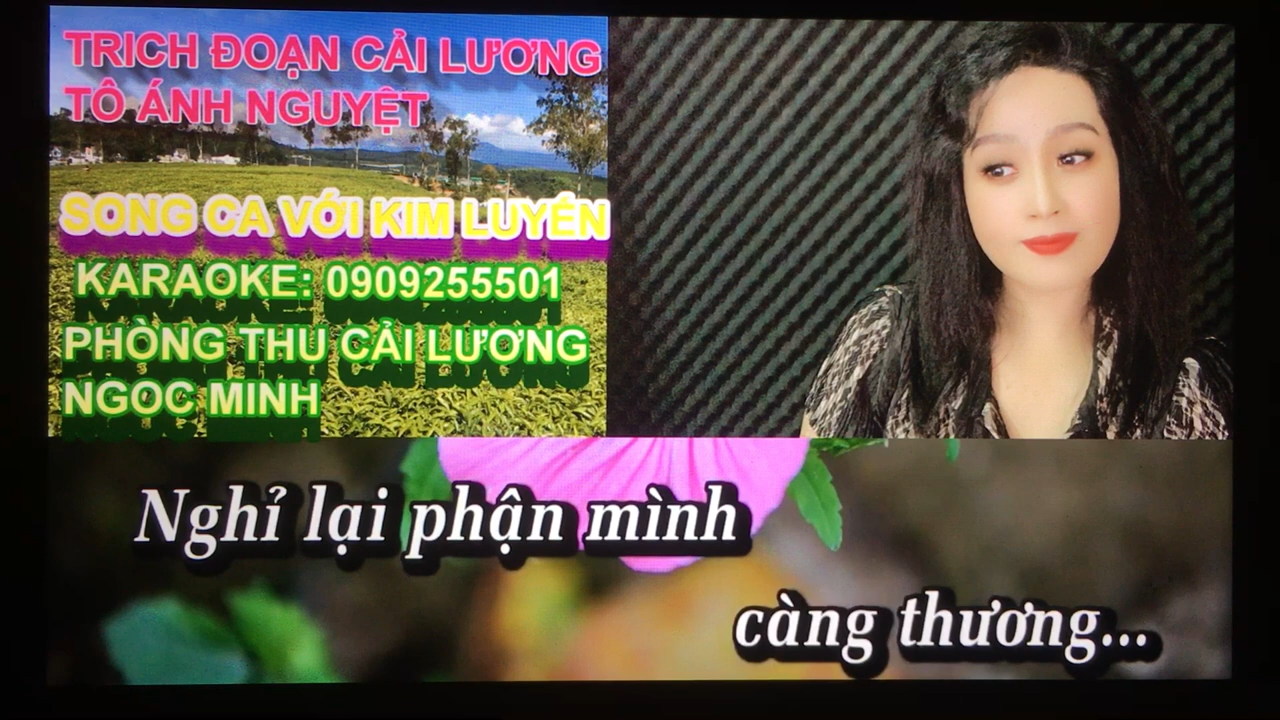 TRICH ĐOẠN CẢI LƯƠNG
TÔ ÁNH NGUYỆT
SONG CA VỚI KIM LUYẾN
KARAOKE: 0909255501
PHÒNG THU CẢI LƯƠNG
NGỌC MINH
Nghỉ lại phận mình
càng thương...